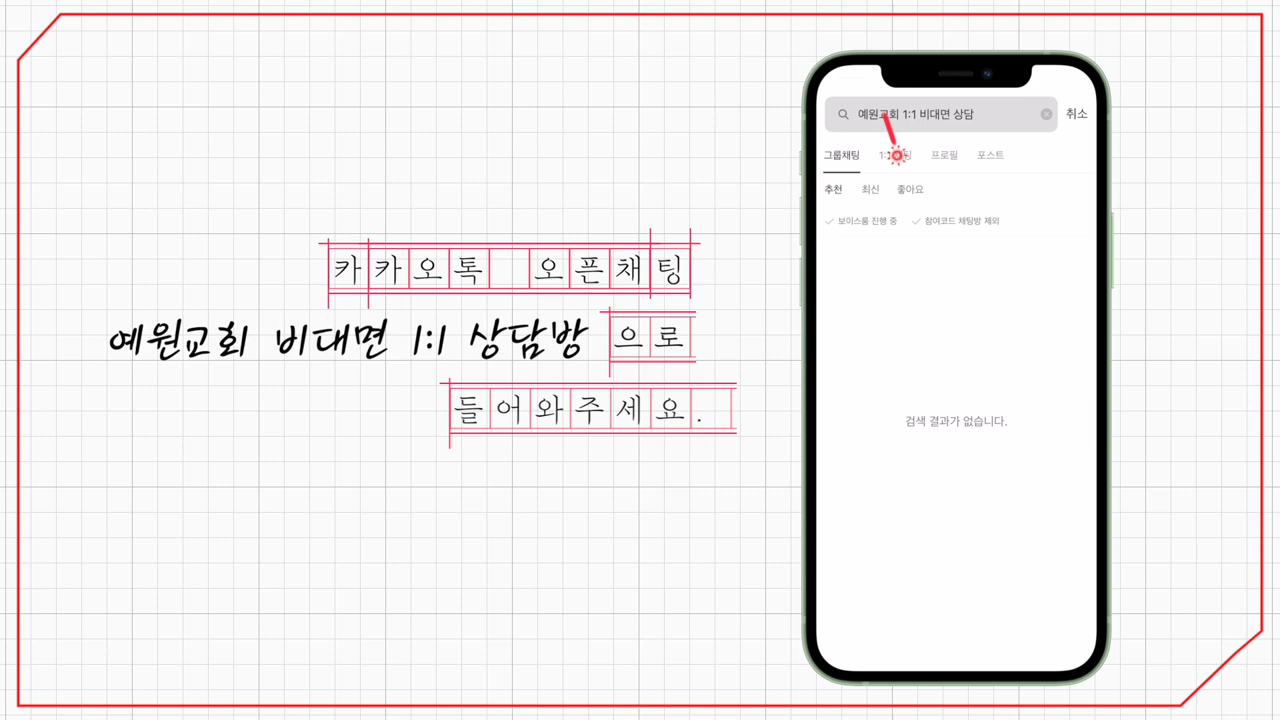 카카오톡 오픈채팅
예원교회 비대면 1:1 상담방으로
들어와주세요.
예원교회 1:1 비대면 상담
취소
그룹채팅 프로필 포스트
추천 최신 좋아요
보이스룸 진행 중 참여코드 채팅방 제외
검색 결과가 없습니다.